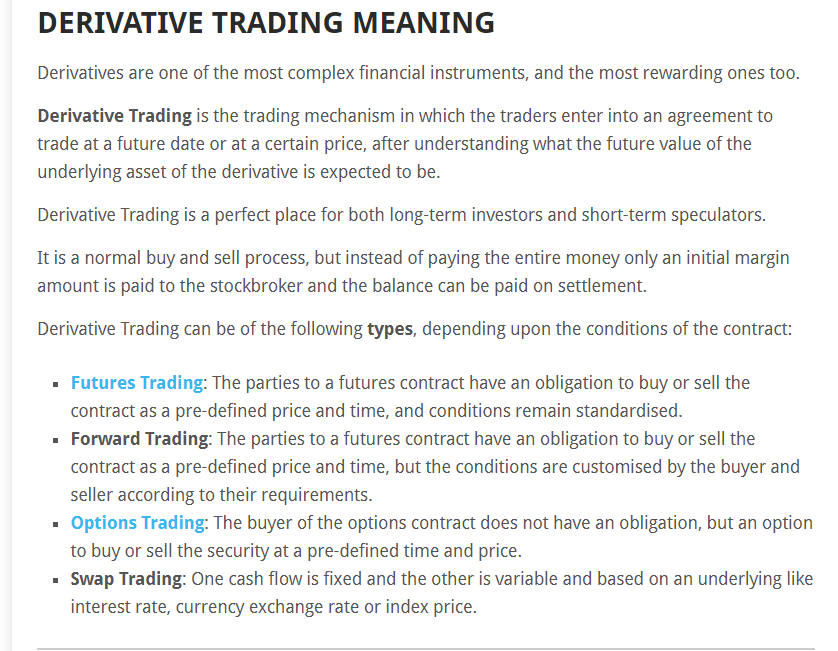 DERIVATIVE TRADING MEANING
Derivatives are one of the most complex financial instruments, and the most rewarding ones too.
Derivative Trading is the trading mechanism in which the traders enter into an agreement to
trade at a future date or at a certain price, after understanding what the future value of the
underlying asset of the derivative is expected to be.
Derivative Trading is a perfect place for both long-term investors and short-term speculators.
It is a normal buy and sell process, but instead of paying the entire money only an initial margin
amount is paid to the stockbroker and the balance can be paid on settlement.
Derivative Trading can be of the following types, depending upon the conditions of the contract:
▪ Futures Trading: The parties to a futures contract have an obligation to buy or sell the
contract as a pre-defined price and time, and conditions remain standardised.
▪ Forward Trading: The parties to a futures contract have an obligation to buy or sell the
contract as a pre-defined price and time, but the conditions are customised by the buyer and
seller according to their requirements.
▪ Options Trading: The buyer of the options contract does not have an obligation, but an option
to buy or sell the security at a pre-defined time and price.
▪ Swap Trading: One cash flow is fixed and the other is variable and based on an underlying like
interest rate, currency exchange rate or index price.